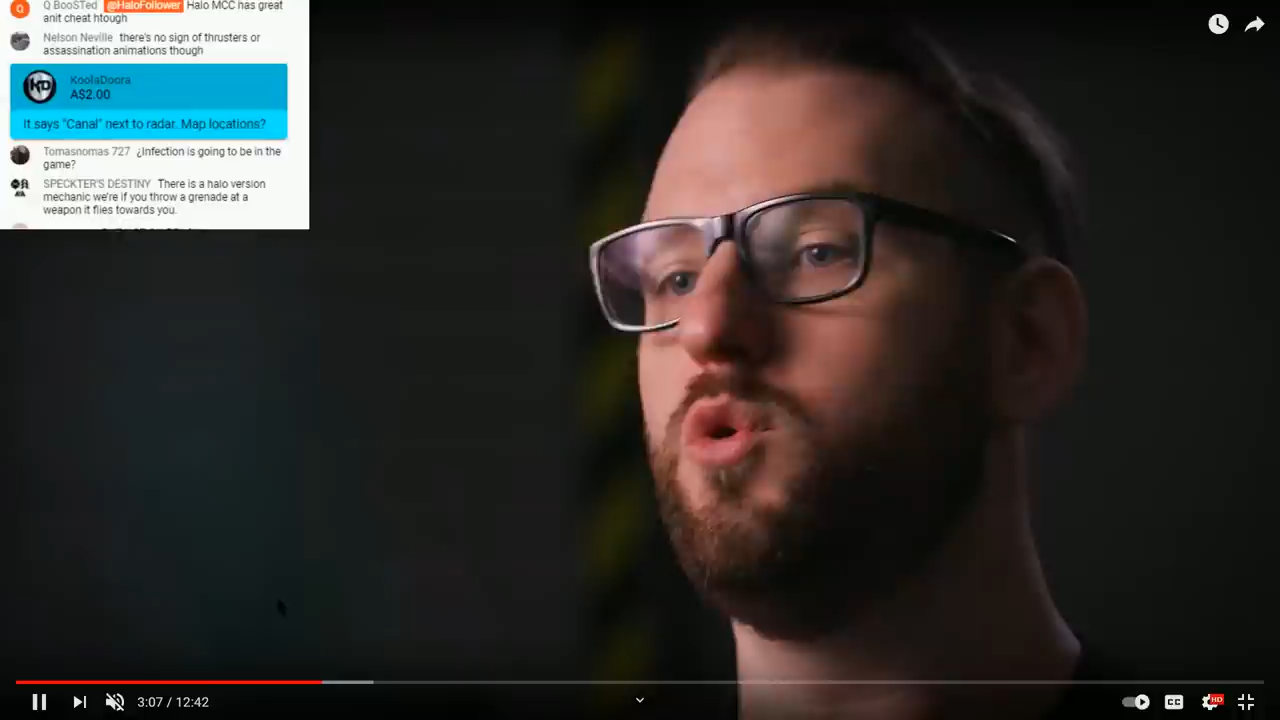 Q BooSTed @HaloFollower Halo MCC has great
anit cheat htough
Nelson Neville there's no sign of thrusters or
assassination animations though
KD KoolaDoora
A$2.00
It says "Canal" next to radar. Map locations?
Tomasnomas 727 ¿Infection is going to be in the
game?
SPECKTER'S DESTINY There is a halo version
mechanic we're if you throw a grenade at a
weapon it flies towards you.
3:07 / 12:42
CC
HD